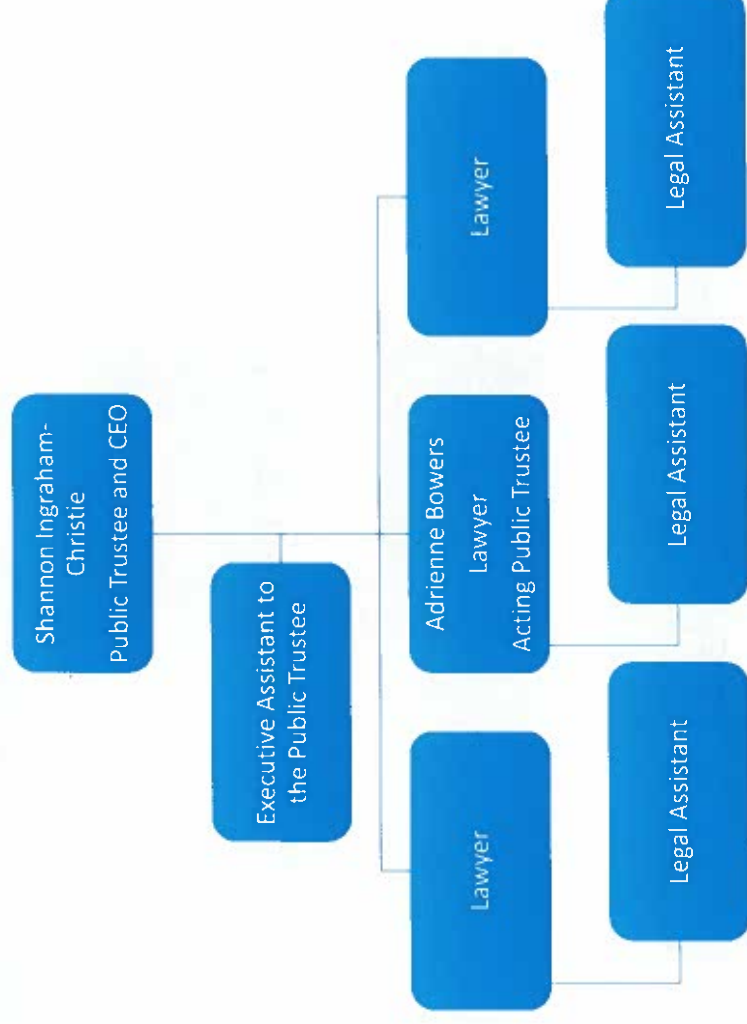 Shannon Ingraham-
Christie
Public Trustee and CEO
Executive Assistant to
the Public Trustee
Lawyer
Adrienne Bowers
Lawyer
Acting Public Trustee
Lawyer
Legal Assistant
Legal Assistant
Legal Assistant